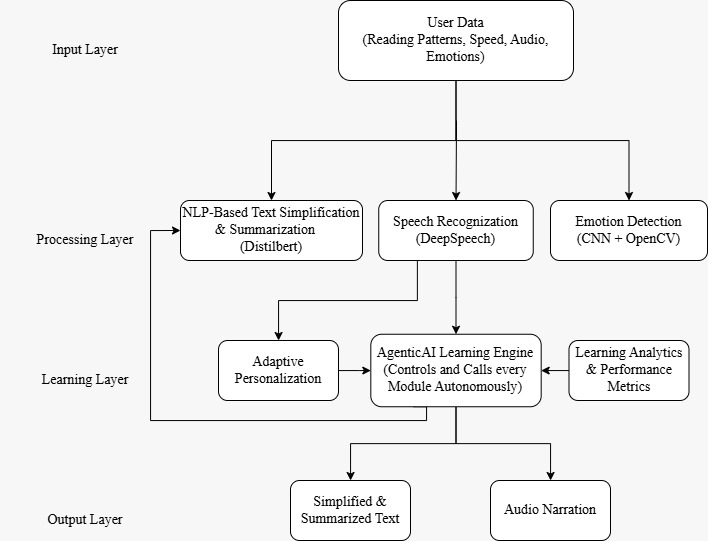 User Data
(Reading Patterns, Speed, Audio,
Emotions)
Input Layer
NLP-Based Text Simplification
& Summarization
(Distilbert)
Speech Recognization
(DeepSpeech)
Emotion Detection
(CNN + OpenCV)
Processing Layer
Adaptive
Personalization
AgenticAI Learning Engine
(Controls and Calls every
Module Autonomously)
Learning Analytics
& Performance
Metrics
Learning Layer
Simplified &
Summarized Text
Audio Narration
Output Layer